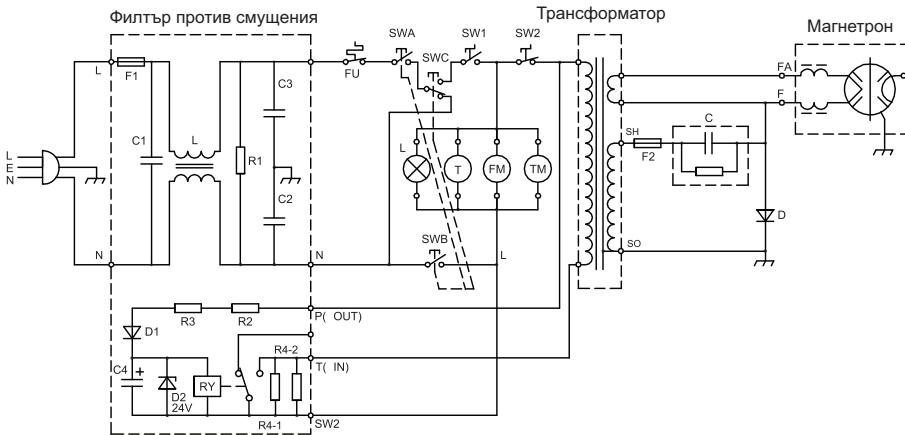 Филтър против смущения
Трансформатор
Магнетрон
L
F1
FU
SWA
SWC
SW1
SW2
FA
F
C3
C1
L
R1
C2
L
E
N
N
N
L
T
FM
TM
SWB
L
SH
F2
C
D
SO
R3
R2
P( OUT)
D1
C4
+
D2
24V
RY
R4-2
T( IN)
R4-1
SW2